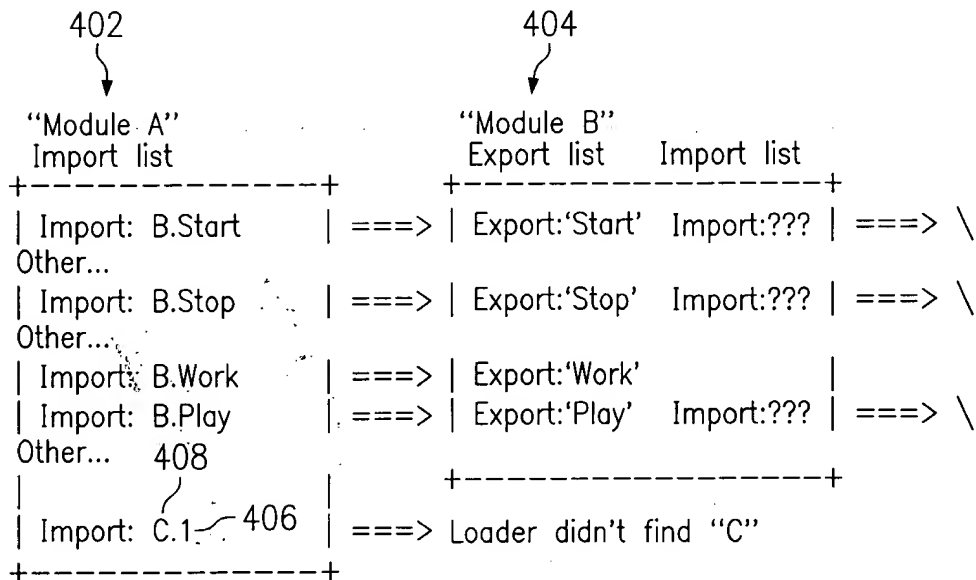 402 404
“Module A” “Module B”
Import list Export list Import list
+----------------+ +--------------------+
| Import: B.Start | ===> | Export:‘Start’ Import:??? | ===> \
Other...
| Import: B.Stop | ===> | Export:‘Stop’ Import:??? | ===> \
Other...
| Import: B.Work | ===> | Export:‘Work’ |
| Import: B.Play | ===> | Export:‘Play’ Import:??? | ===> \
Other... 408
| | +--------------------+
| Import: C.1 406 | ===> Loader didn't find “C”
+----------------+